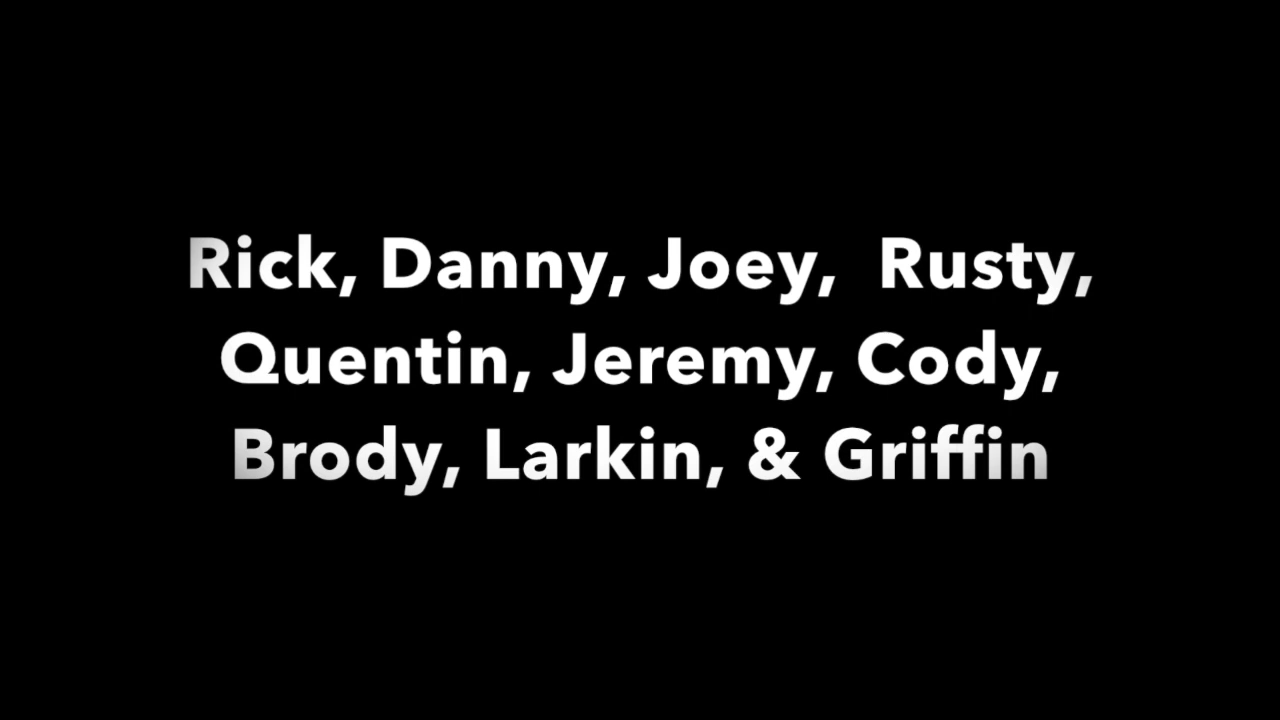 Rick, Danny, Joey,  Rusty,
Quentin, Jeremy, Cody,
Brody, Larkin, & Griffin